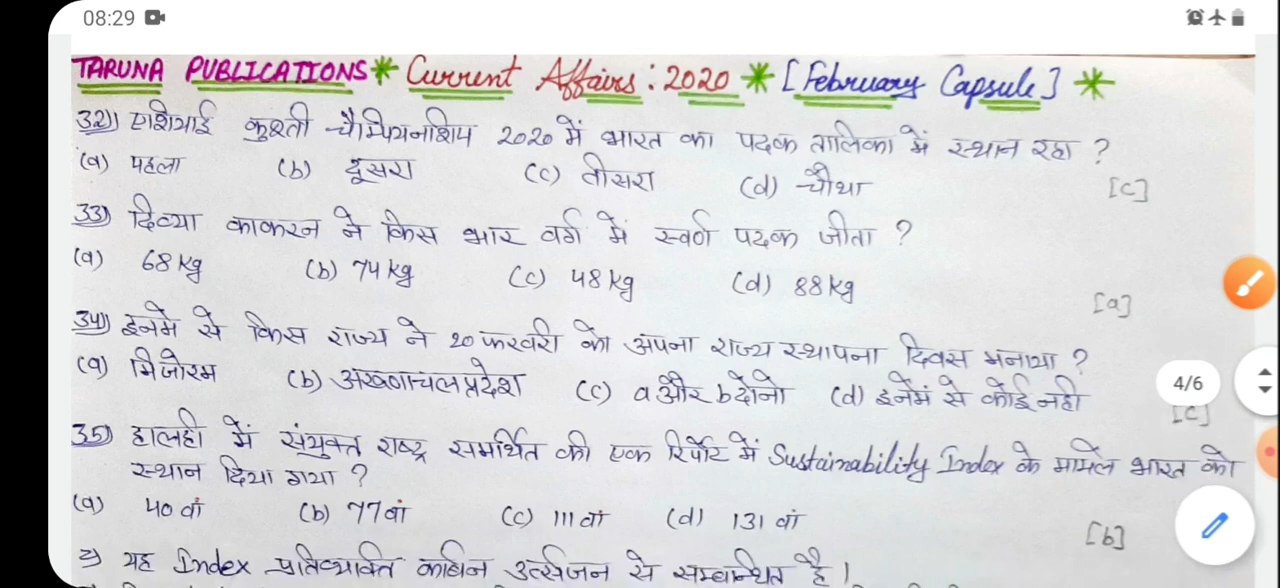 08:29
TARUNA PUBLICATIONS * Current Affairs : 2020 * [February Capsule] *
32) एशियाई कुश्ती चैम्पियनशिप 2020 में भारत का पदक तालिका में स्थान रहा ?
(a) पहला (b) दूसरा (c) तीसरा (d) चौथा [c]
33) दिव्या काकरन ने किस भार वर्ग में स्वर्ण पदक जीता ?
(a) 68 kg (b) 74 kg (c) 48 kg (d) 88 kg [a]
34) इनमे से किस राज्य ने 20 फरवरी को अपना राज्य स्थापना दिवस मनाया ?
(a) मिजोरम (b) अरूणाचल प्रदेश (c) a और b दोनो (d) इनमें से कोई नही [c]
4/6
35) हालही में संयुक्त राष्ट्र समर्थित की एक रिर्पोट में Sustainability Index के मामले भारत को
स्थान दिया गया ?
(a) 40 वां (b) 77 वां (c) 111 वां (d) 131 वां [b]
⇒ यह Index प्रतिव्यक्ति कार्बन उत्सर्जन से सम्बन्धित है।